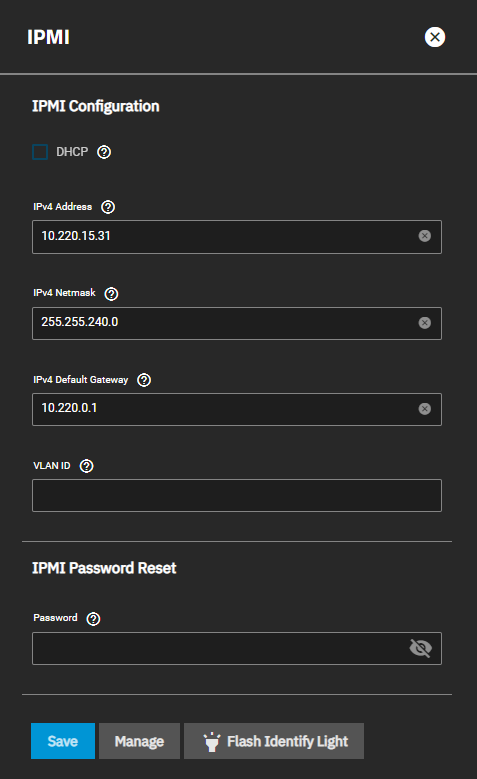 IPMI
IPMI Configuration
DHCP
IPv4 Address
10.220.15.31
IPv4 Netmask
255.255.240.0
IPv4 Default Gateway
10.220.0.1
VLAN ID
IPMI Password Reset
Password
Save Manage Flash Identify Light